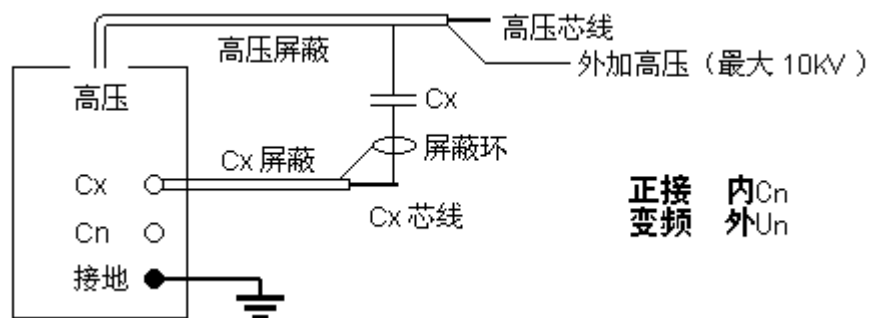 高压芯线
高压屏蔽
外加高压（最大 10KV ）
高压
Cx
Cx 屏蔽
屏蔽环
Cx
Cx 芯线
Cn
接地
正接 内Cn
变频 外Un